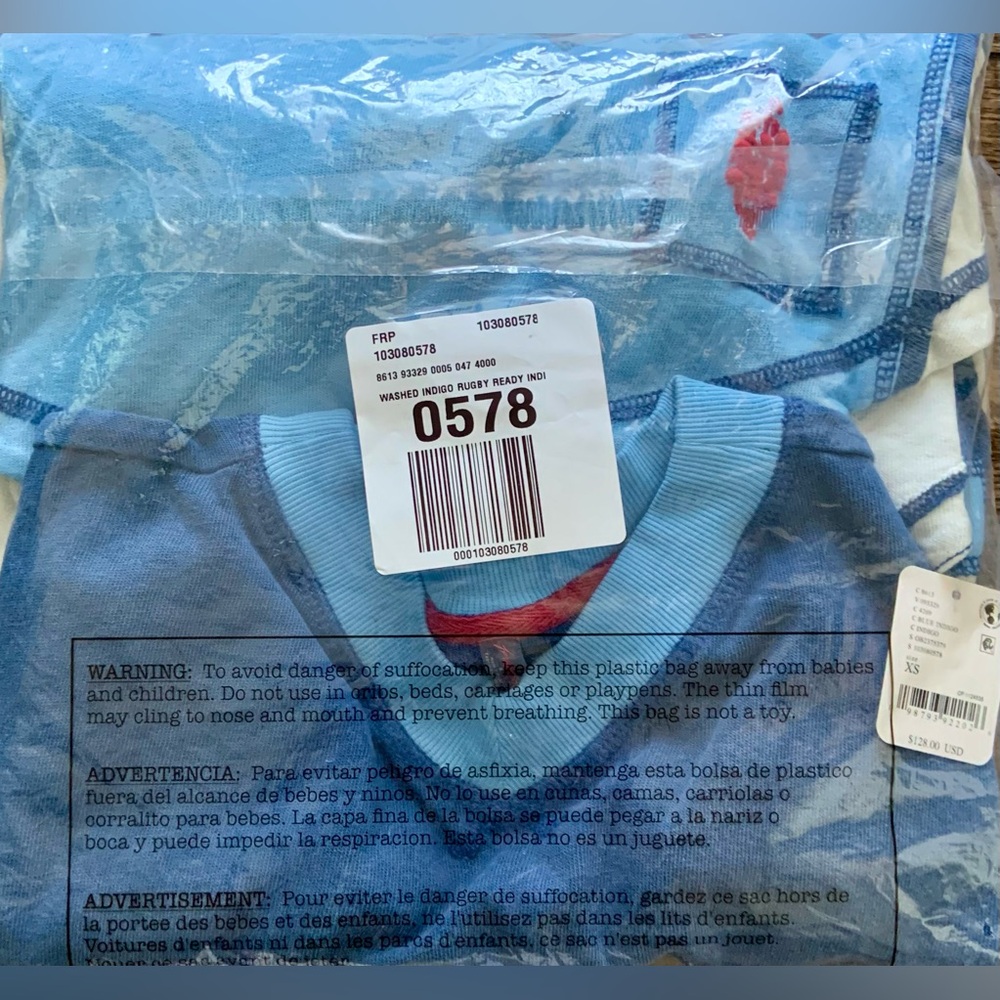 FRP 103080578
103080578
8613 93329 0005 047 4000
WASHED INDIGO RUGBY READY INDI
0578
000103080578
C 8613
C BLUE INDIGO
C INDIGO
S 103080578
SIZE
XS
$128.00 USD
WARNING: To avoid danger of suffocation, keep this plastic bag away from babies
and children. Do not use in cribs, beds, carriages or playpens. The thin film
may cling to nose and mouth and prevent breathing. This bag is not a toy.
ADVERTENCIA: Para evitar peligro de asfixia, mantenga esta bolsa de plastico
fuera del alcance de bebes y ninos. No lo use en cunas, camas, carriolas o
corralito para bebes. La capa fina de la bolsa se puede pegar a la nariz o
boca y puede impedir la respiracion. Esta bolsa no es un juguete.
ADVERTISEMENT: Pour eviter le danger de suffocation, gardez ce sac hors de
la portee des bebes et des enfants, ne l'utilisez pas dans les lits d'enfants.
Voitures d'enfants ni dans les parcs d'enfants, ce sac n'est pas un jouet.